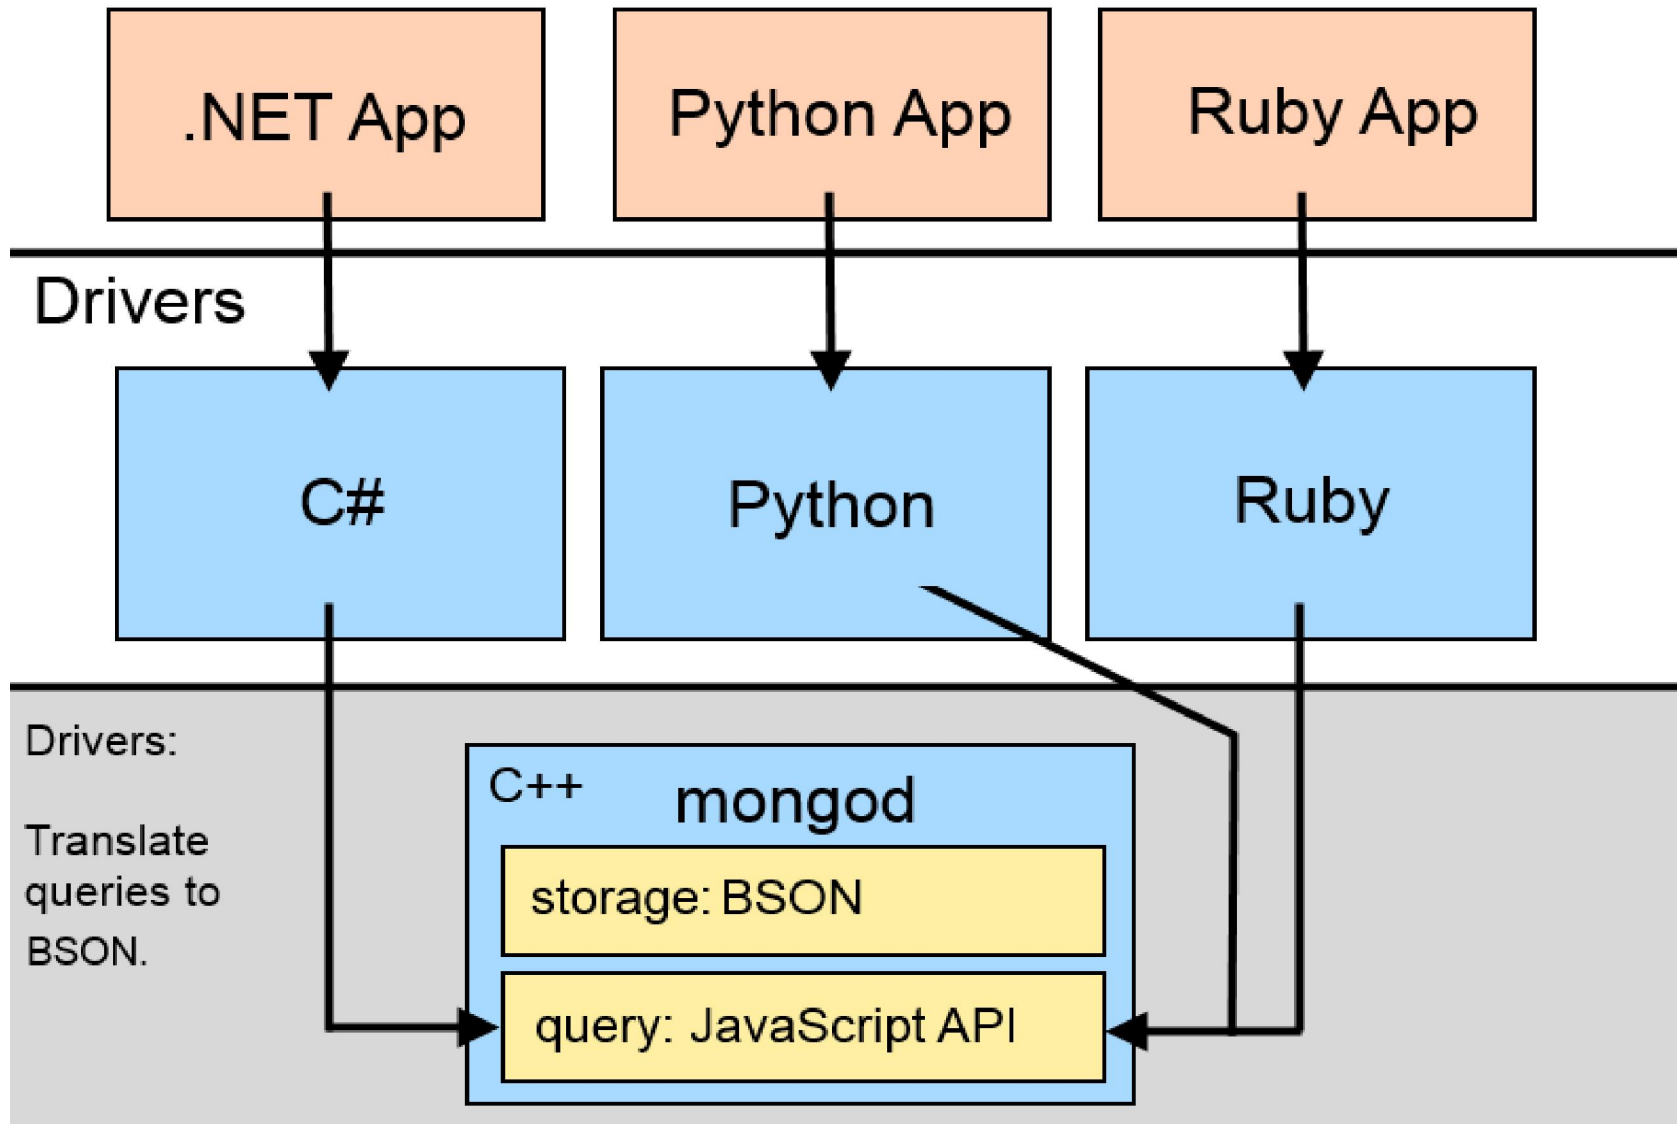 .NET App
Python App
Ruby App
Drivers
C#
Python
Ruby
Drivers:
Translate
queries to
BSON.
C++
mongod
storage: BSON
query: JavaScript API